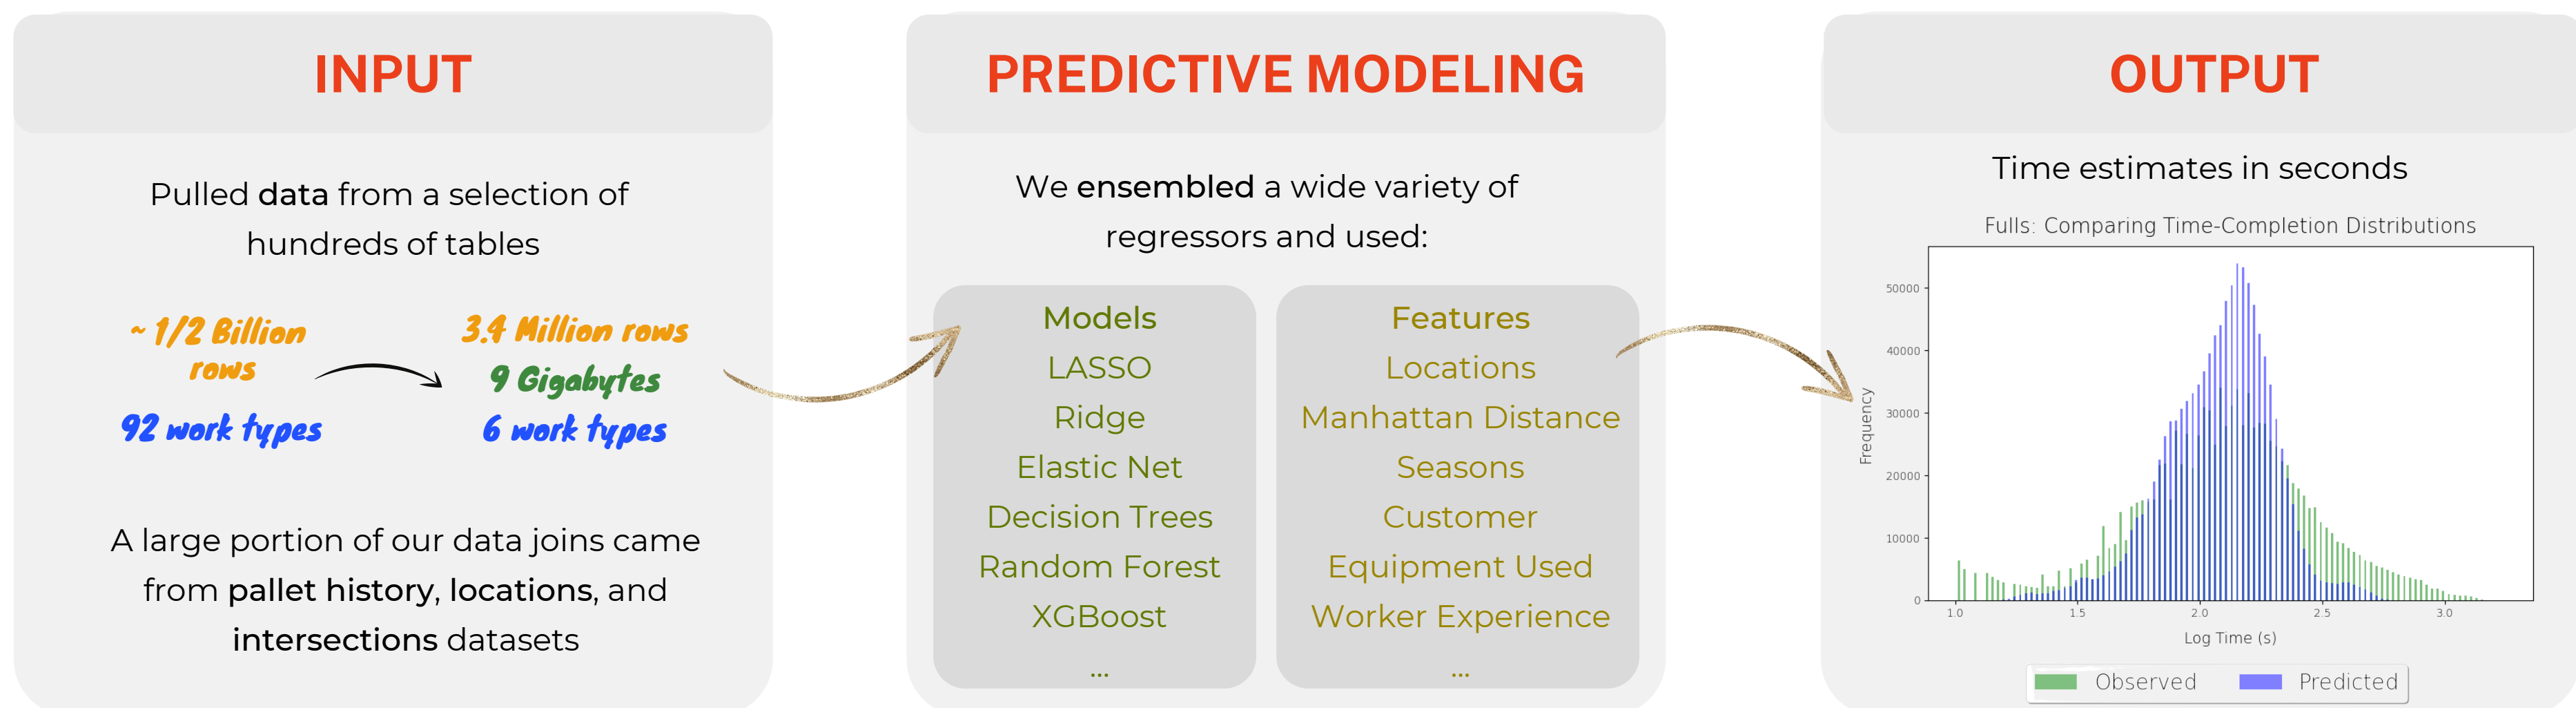 INPUT
Pulled data from a selection of
hundreds of tables
~ 1/2 Billion
rows
92 work types
3.4 Million rows
9 Gigabytes
6 work types
A large portion of our data joins came
from pallet history, locations, and
intersections datasets
PREDICTIVE MODELING
We ensembled a wide variety of
regressors and used:
Models
LASSO
Ridge
Elastic Net
Decision Trees
Random Forest
XGBoost
...
Features
Locations
Manhattan Distance
Seasons
Customer
Equipment Used
Worker Experience
...
OUTPUT
Time estimates in seconds
Fulls: Comparing Time-Completion Distributions
Frequency
50000
40000
30000
20000
10000
0
1.0 1.5 2.0 2.5 3.0
Log Time (s)
Observed Predicted